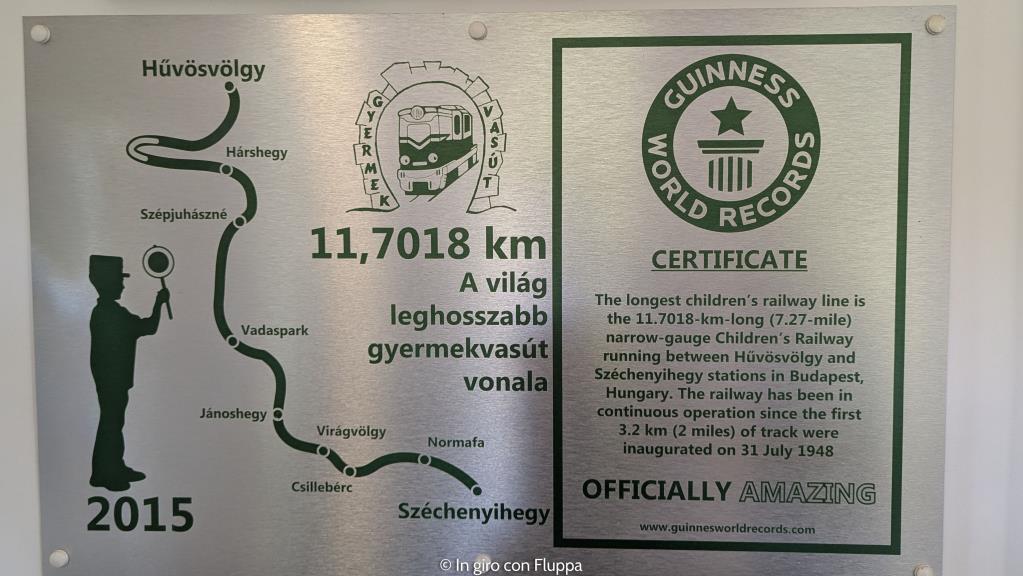 Hűvösvölgy
Hárshegy
Szépjuhászné
Vadaspark
Jánoshegy
Virágvölgy
Csillebérc
Normafa
Széchenyihegy
2015
GYERMEK VASÚT
11,7018 km
A világ
leghosszabb
gyermekvasút
vonala
GUINNESS
WORLD RECORDS
CERTIFICATE
The longest children's railway line is
the 11.7018-km-long (7.27-mile)
narrow-gauge Children's Railway
running between Hűvösvölgy and
Széchenyihegy stations in Budapest,
Hungary. The railway has been in
continuous operation since the first
3.2 km (2 miles) of track were
inaugurated on 31 July 1948
OFFICIALLY AMAZING
www.guinnesworldrecords.com
© In giro con Fluppa